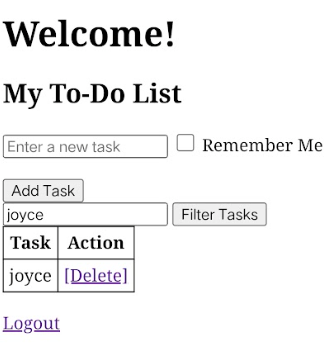 Welcome!
My To-Do List
Enter a new task Remember Me
Add Task
joyce Filter Tasks
Task Action
joyce [Delete]
Logout